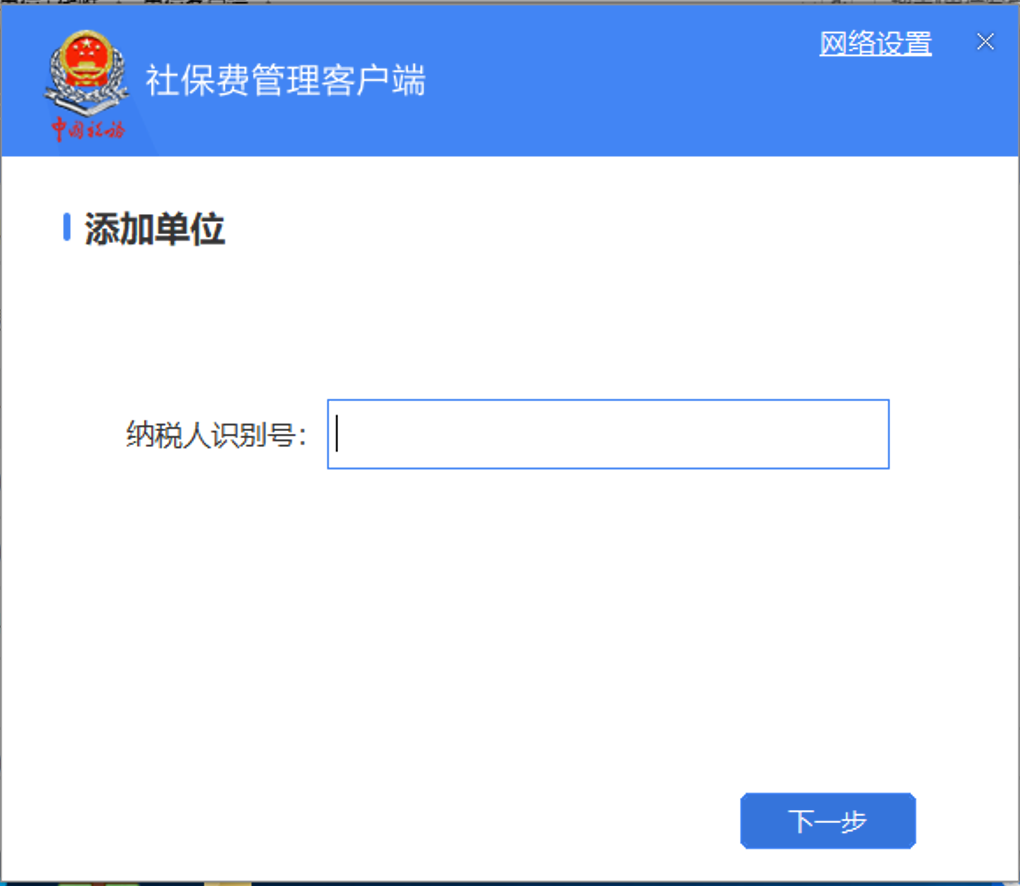 网络设置
社保费管理客户端
中国税务
添加单位
纳税人识别号：
下一步